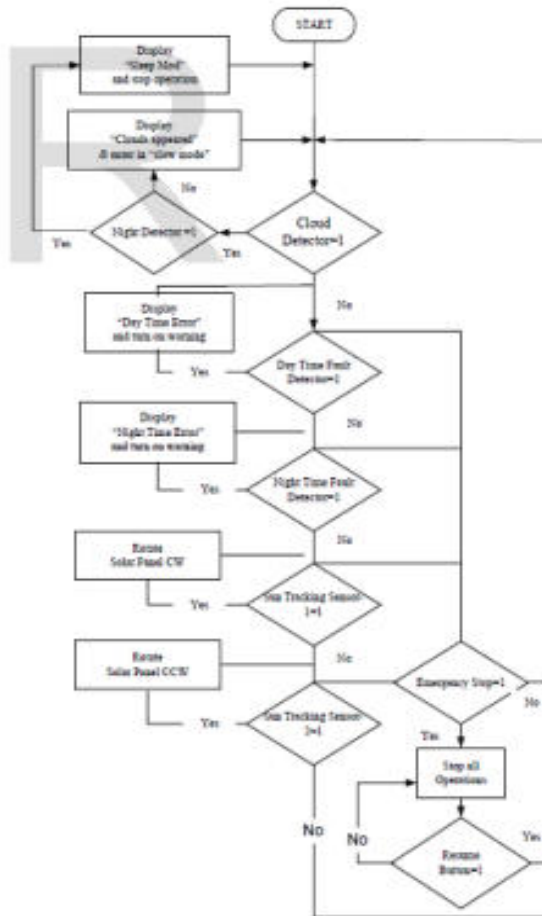 START
Display
"Sleep Mod"
and stop operation
Display
"Clouds appeared"
& enter in "slow mode"
No
Night Detector=1
Yes
Yes
Cloud
Detector=1
No
Display
"Day Time Error"
and turn on warning
Yes
Day Time Fault
Detector=1
No
Display
"Night Time Error"
and turn on warning
Yes
Night Time Fault
Detector=1
No
Rotate
Solar Panel CW
Yes
Sun Tracking Sensor-
1=1
No
Rotate
Solar Panel CCW
Yes
Sun Tracking Sensor-
2=1
Emergency Stop=1
No
Yes
Stop all
Operations
No
No
Resume
Button=1
Yes
R